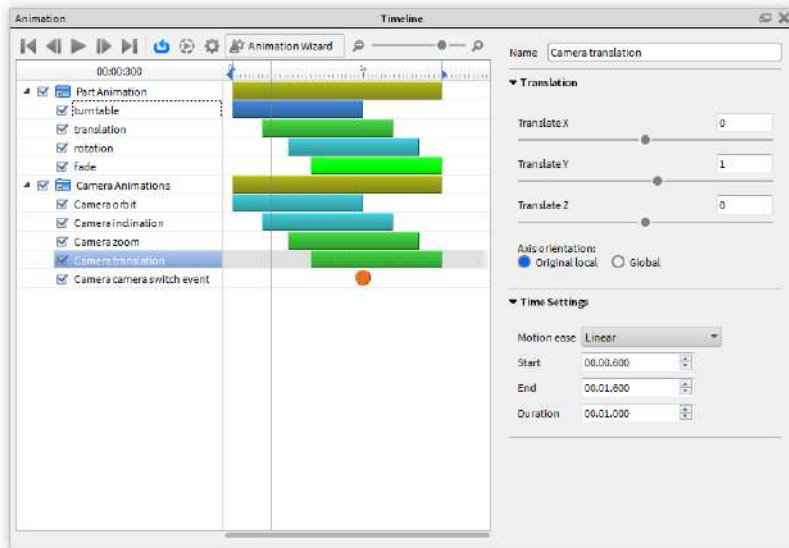 Animation
Timeline
Animation Wizard
00:00:300
Part Animation
turntable
translation
rotation
fade
Camera Animations
Camera orbit
Camera inclination
Camera zoom
Camera translation
Camera camera switch event
Name Camera translation
Translation
Translate X 0
Translate Y 1
Translate Z 0
Axis orientation:
Original local Global
Time Settings
Motion ease Linear
Start 00.00.600
End 00.01.600
Duration 00.01.000